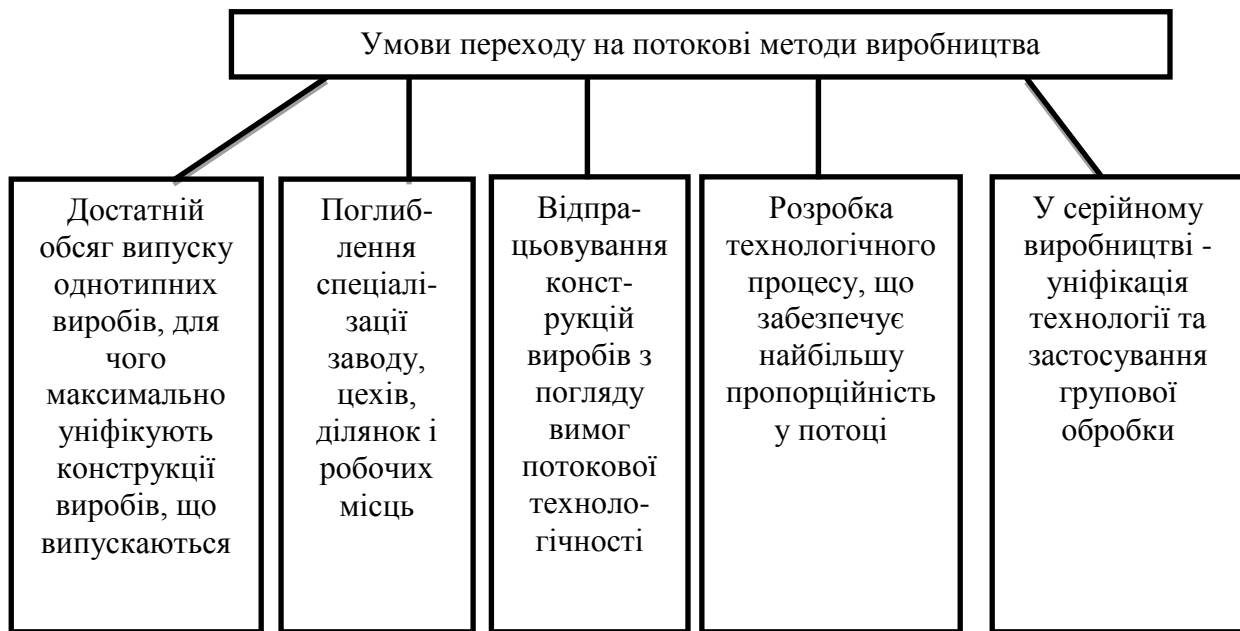 Умови переходу на потокові методи виробництва
Достатній
обсяг випуску
однотипних
виробів, для
чого
максимально
уніфікують
конструкції
виробів, що
випускаються
Поглиб-
лення
спеціалі-
зації
заводу,
цехів,
ділянок і
робочих
місць
Відпра-
цьовування
конст-
рукцій
виробів з
погляду
вимог
потокової
техноло-
гічності
Розробка
технологічного
процесу, що
забезпечує
найбільшу
пропорційність
у потоці
У серійному
виробництві -
уніфікація
технології та
застосування
групової
обробки